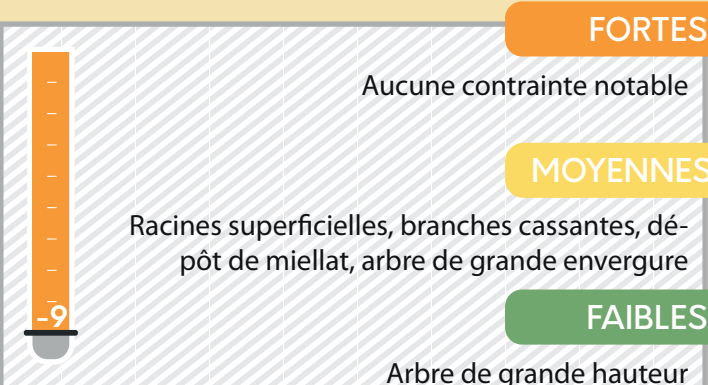 FORTES
Aucune contrainte notable
MOYENNES
Racines superficielles, branches cassantes, dé-
pôt de miellat, arbre de grande envergure
-9
FAIBLES
Arbre de grande hauteur